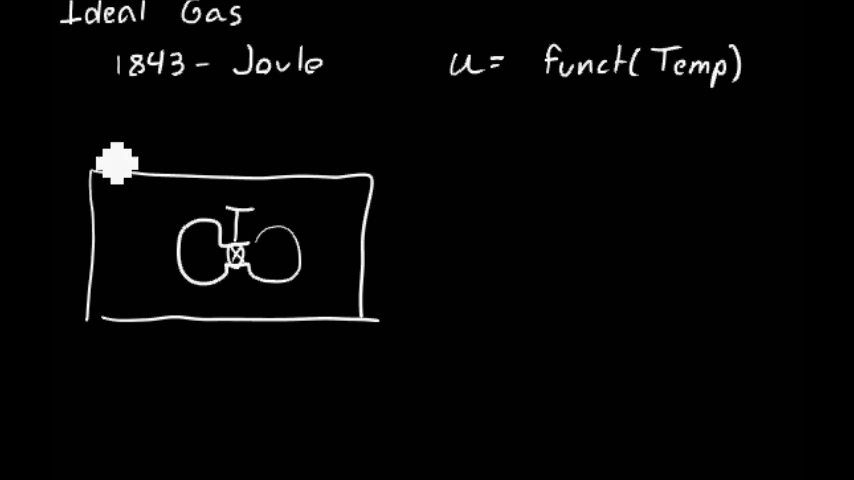 Ideal Gas
1843 - Joule u = funct(Temp)